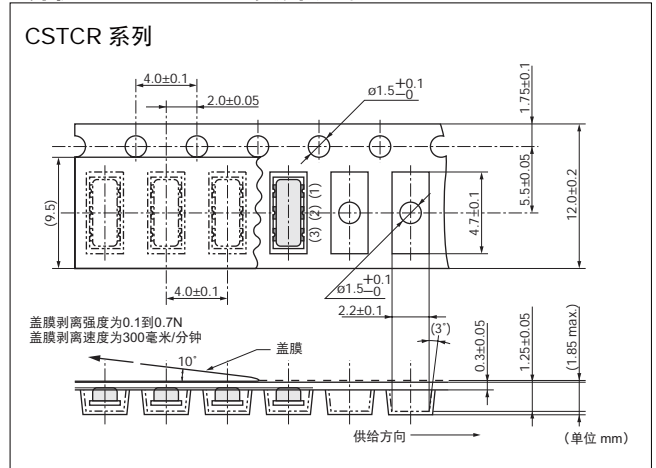 CSTCR 系列
4.0±0.1
2.0±0.05
ø1.5+0.1−0
1.75±0.1
5.5±0.05
12.0±0.2
(9.5)
(1)
(2)
(3)
4.7±0.1
4.0±0.1
ø1.5+0.1−0
2.2±0.1
盖膜剥离强度为0.1到0.7N
盖膜剥离速度为300毫米/分钟
10˚
盖膜
(3˚)
0.3±0.05
1.25±0.05
(1.85 max.)
供给方向
(单位 mm)